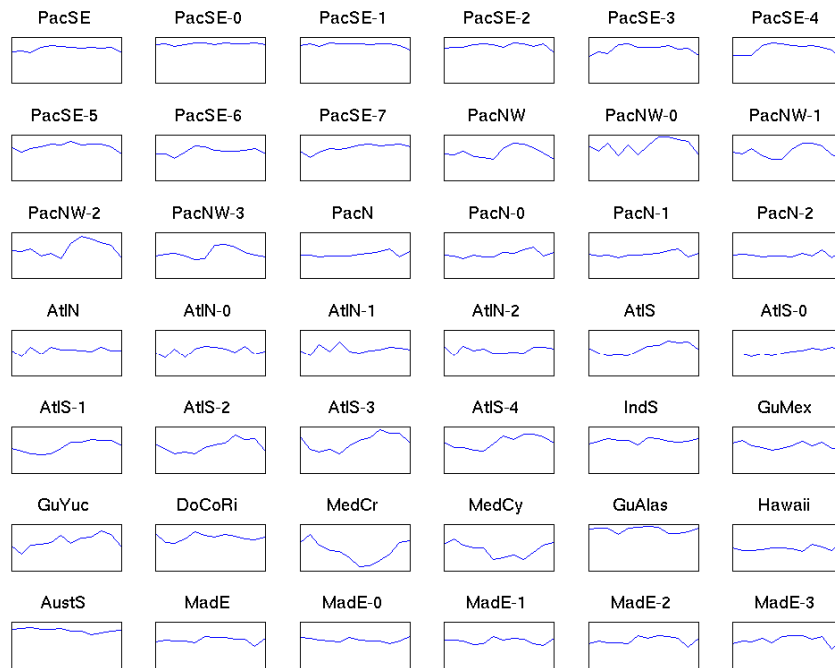 PacSE PacSE-0 PacSE-1 PacSE-2 PacSE-3 PacSE-4
PacSE-5 PacSE-6 PacSE-7 PacNW PacNW-0 PacNW-1
PacNW-2 PacNW-3 PacN PacN-0 PacN-1 PacN-2
AtlN AtlN-0 AtlN-1 AtlN-2 AtlS AtlS-0
AtlS-1 AtlS-2 AtlS-3 AtlS-4 IndS GuMex
GuYuc DoCoRi MedCr MedCy GuAlas Hawaii
AustS MadE MadE-0 MadE-1 MadE-2 MadE-3